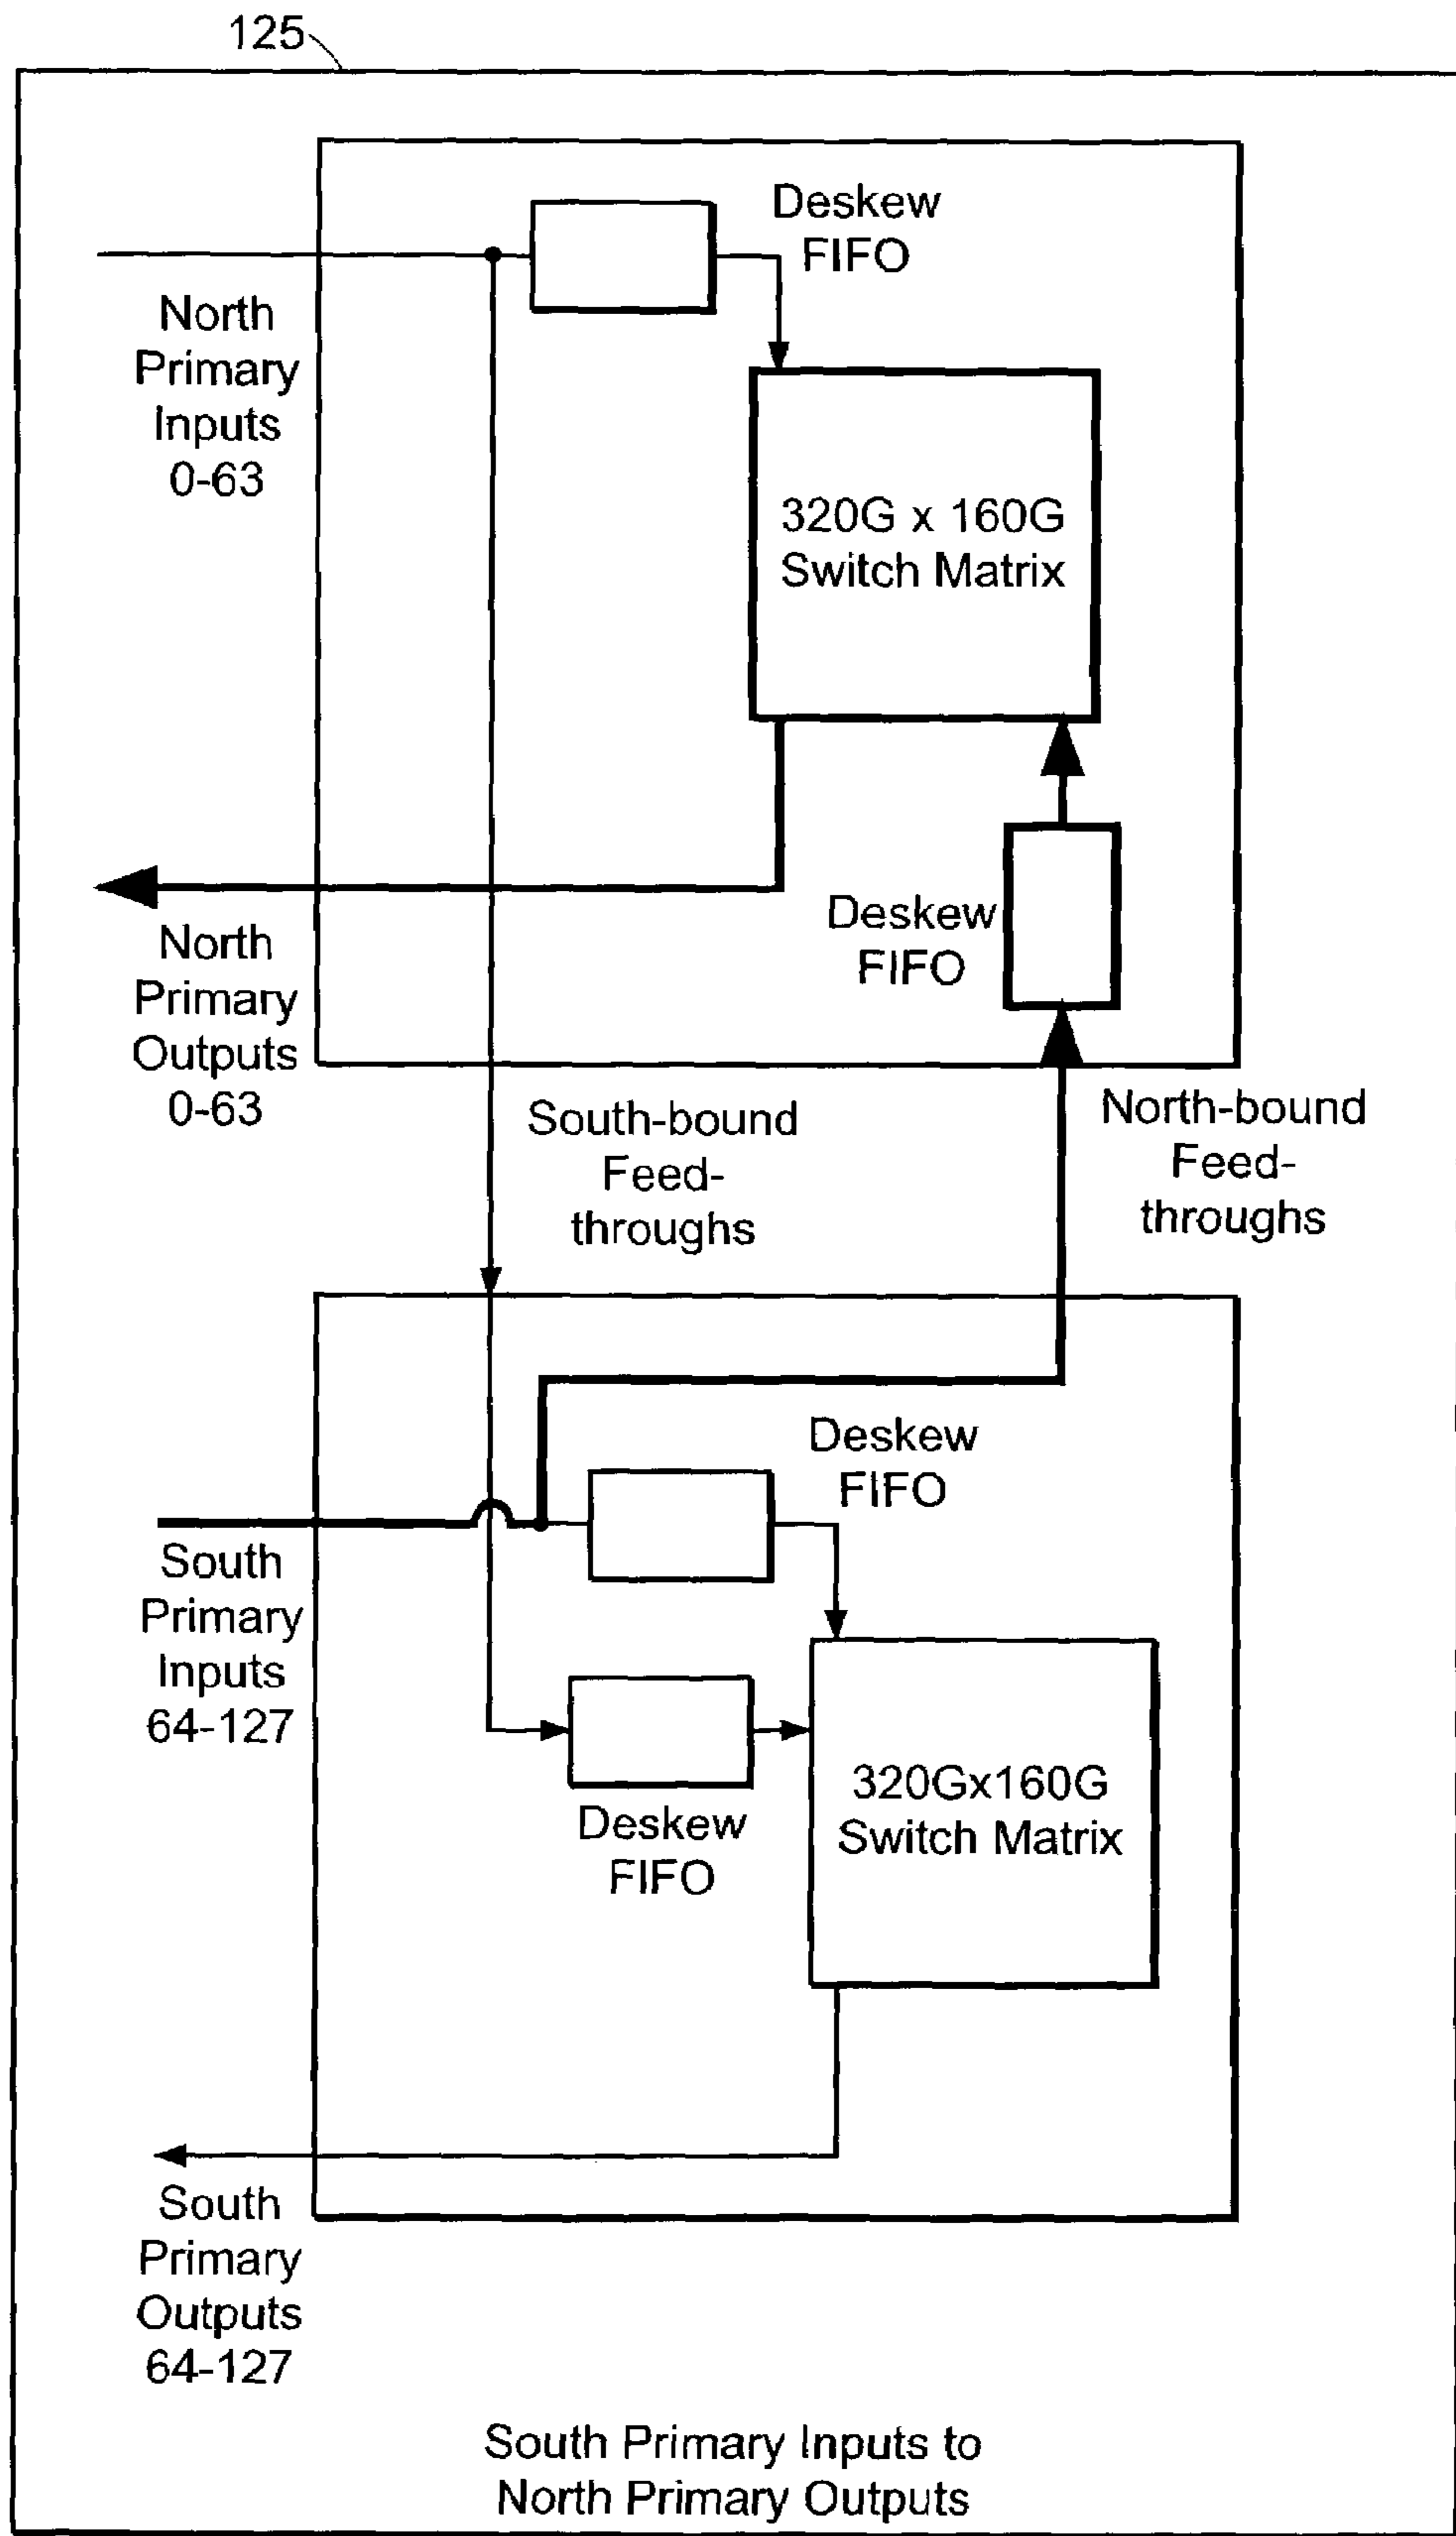 125
Deskew
FIFO
North
Primary
Inputs
0-63
320G x 160G
Switch Matrix
Deskew
FIFO
North
Primary
Outputs
0-63
South-bound
Feed-
throughs
North-bound
Feed-
throughs
Deskew
FIFO
South
Primary
Inputs
64-127
320Gx160G
Switch Matrix
Deskew
FIFO
South
Primary
Outputs
64-127
South Primary Inputs to
North Primary Outputs